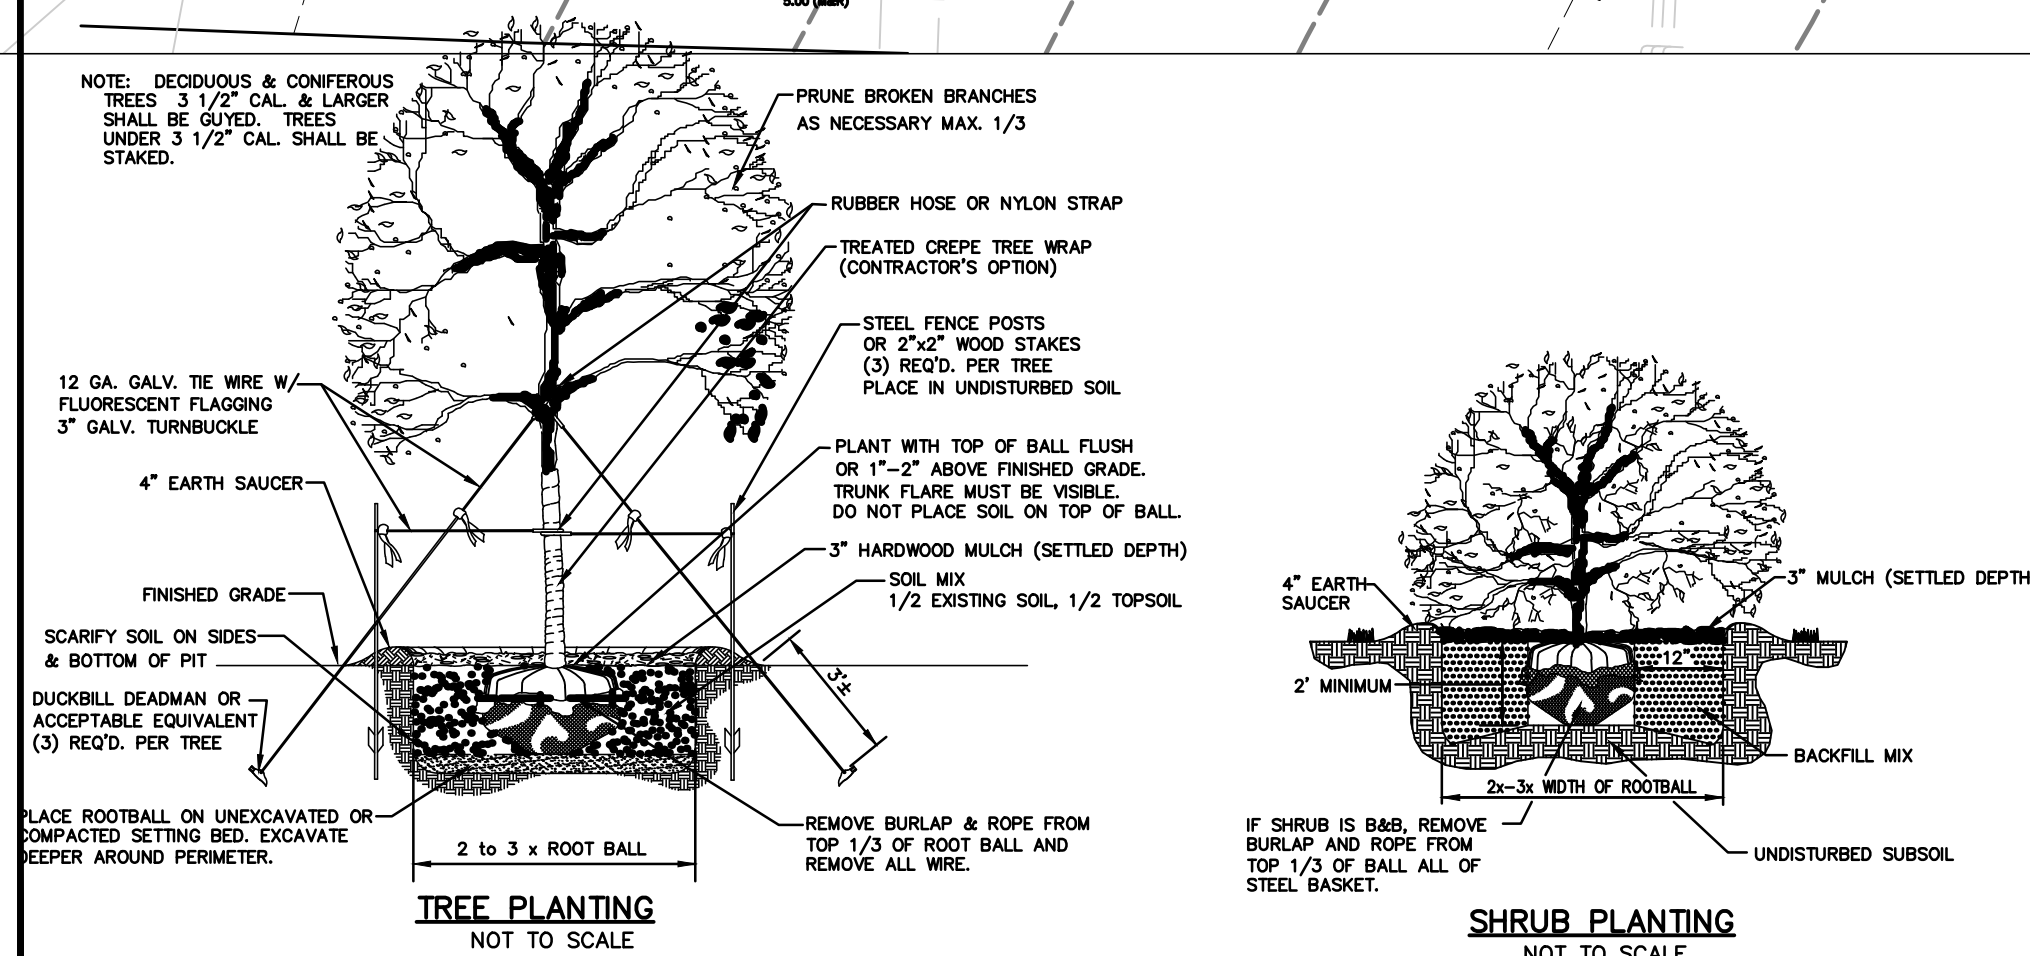 5.00 (M&R)
NOTE: DECIDUOUS & CONIFEROUS
TREES 3 1/2" CAL. & LARGER
SHALL BE GUYED. TREES
UNDER 3 1/2" CAL. SHALL BE
STAKED.
PRUNE BROKEN BRANCHES
AS NECESSARY MAX. 1/3
RUBBER HOSE OR NYLON STRAP
TREATED CREPE TREE WRAP
(CONTRACTOR'S OPTION)
STEEL FENCE POSTS
OR 2"x2" WOOD STAKES
(3) REQ'D. PER TREE
PLACE IN UNDISTURBED SOIL
12 GA. GALV. TIE WIRE W/
FLUORESCENT FLAGGING
3" GALV. TURNBUCKLE
PLANT WITH TOP OF BALL FLUSH
OR 1"-2" ABOVE FINISHED GRADE.
TRUNK FLARE MUST BE VISIBLE.
DO NOT PLACE SOIL ON TOP OF BALL.
4" EARTH SAUCER
3" HARDWOOD MULCH (SETTLED DEPTH)
SOIL MIX
1/2 EXISTING SOIL, 1/2 TOPSOIL
FINISHED GRADE
SCARIFY SOIL ON SIDES
& BOTTOM OF PIT
3'±
DUCKBILL DEADMAN OR
ACCEPTABLE EQUIVALENT
(3) REQ'D. PER TREE
PLACE ROOTBALL ON UNEXCAVATED OR
COMPACTED SETTING BED. EXCAVATE
DEEPER AROUND PERIMETER.
2 to 3 x ROOT BALL
REMOVE BURLAP & ROPE FROM
TOP 1/3 OF ROOT BALL AND
REMOVE ALL WIRE.
TREE PLANTING
NOT TO SCALE
4" EARTH
SAUCER
3" MULCH (SETTLED DEPTH
12"
2' MINIMUM
BACKFILL MIX
2x-3x WIDTH OF ROOTBALL
IF SHRUB IS B&B, REMOVE
BURLAP AND ROPE FROM
TOP 1/3 OF BALL ALL OF
STEEL BASKET.
UNDISTURBED SUBSOIL
SHRUB PLANTING
NOT TO SCALE